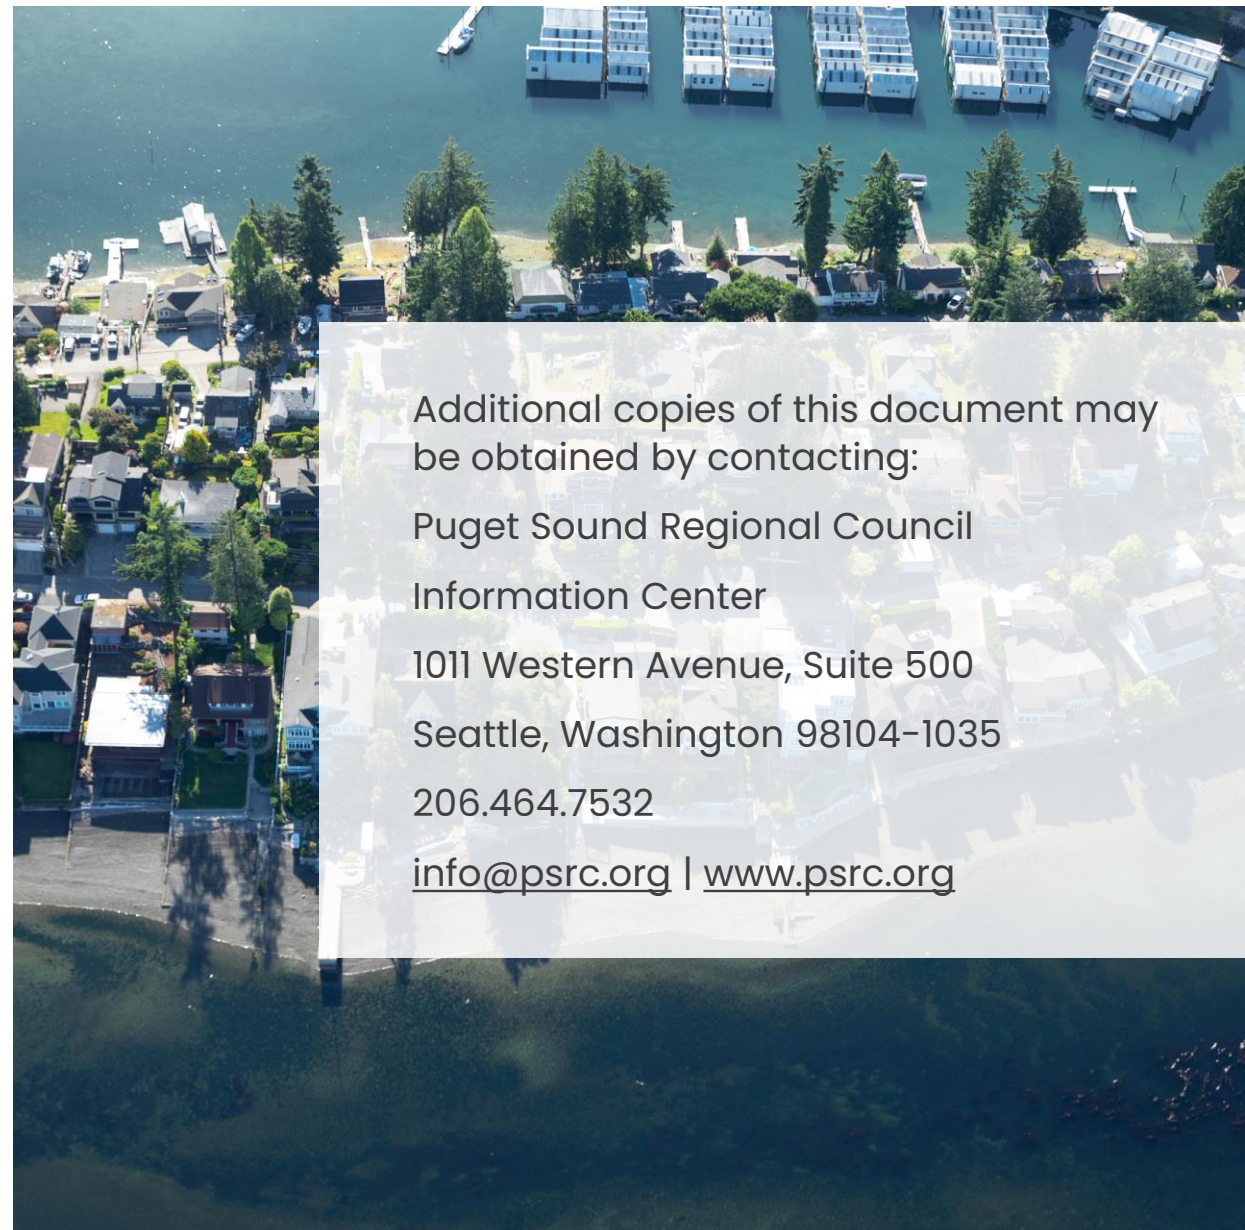 Additional copies of this document may
be obtained by contacting:
Puget Sound Regional Council
Information Center
1011 Western Avenue, Suite 500
Seattle, Washington 98104-1035
206.464.7532
info@psrc.org | www.psrc.org